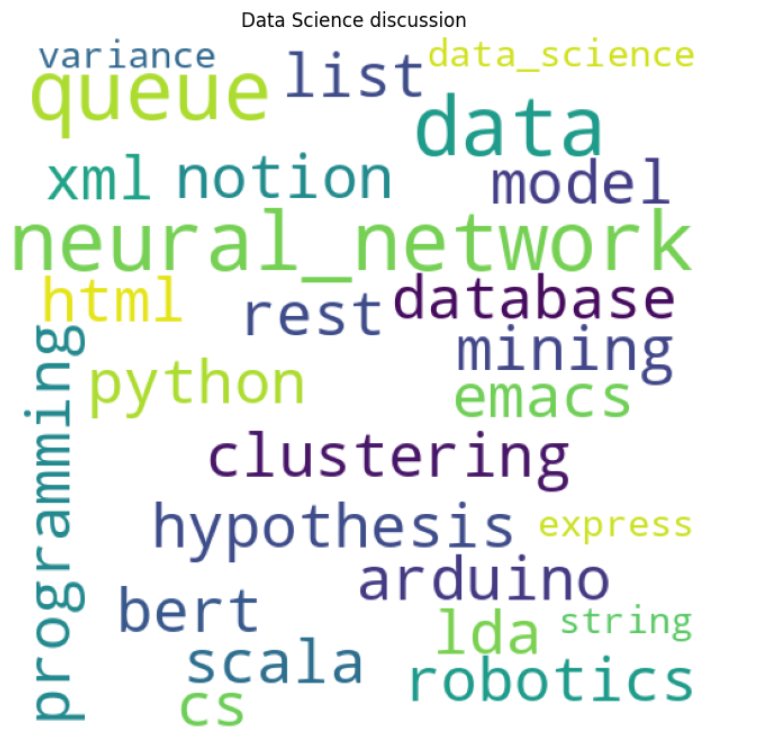 Data Science discussion
variance
queue
list
data_science
data
xml
notion
model
neural_network
html
rest
database
mining
programming
python
emacs
clustering
hypothesis
express
arduino
bert
lda
string
scala
robotics
cs